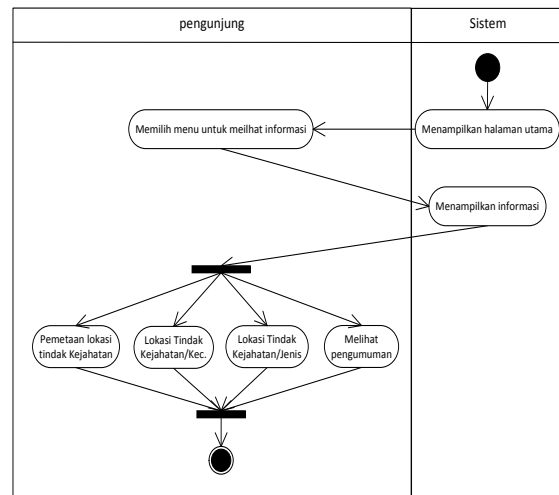 pengunjung
Sistem
Menampilkan halaman utama
Memilih menu untuk meilhat informasi
Menampilkan informasi
Pemetaan lokasi
tindak Kejahatan
Lokasi Tindak
Kejahatan/Kec.
Lokasi Tindak
Kejahatan/Jenis
Melihat
pengumuman